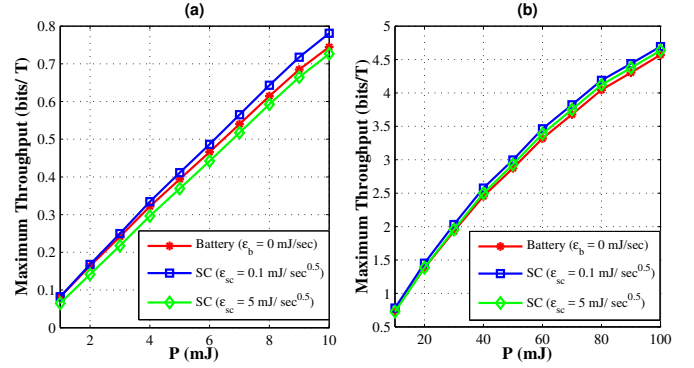 (a)
Maximum Throughput (bits/ T)
0.8
0.7
0.6
0.5
0.4
0.3
0.2
0.1
0
2
4
6
8
10
P (mJ)
Battery (ε_b = 0 mJ/sec)
SC (ε_sc = 0.1 mJ/ sec^0.5)
SC (ε_sc = 5 mJ/ sec^0.5)
(b)
Maximum Throughput (bits/T)
5
4.5
4
3.5
3
2.5
2
1.5
1
0.5
20
40
60
80
100
P (mJ)
Battery (ε_b = 0 mJ/sec)
SC (ε_sc = 0.1 mJ/ sec^0.5)
SC (ε_sc = 5 mJ/ sec^0.5)